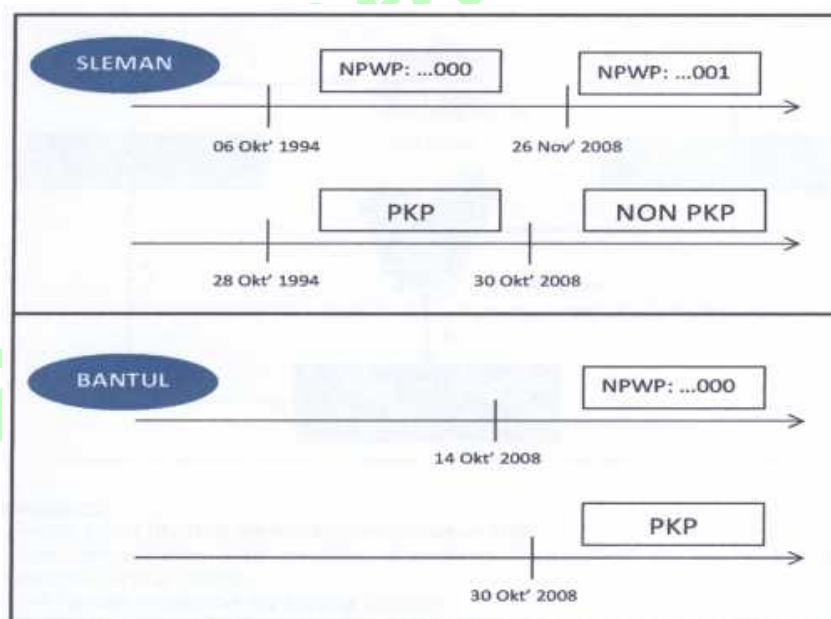 SLEMAN
NPWP: ...000
NPWP: ...001
06 Okt' 1994
26 Nov' 2008
PKP
NON PKP
28 Okt' 1994
30 Okt' 2008
BANTUL
NPWP: ...000
14 Okt' 2008
PKP
30 Okt' 2008